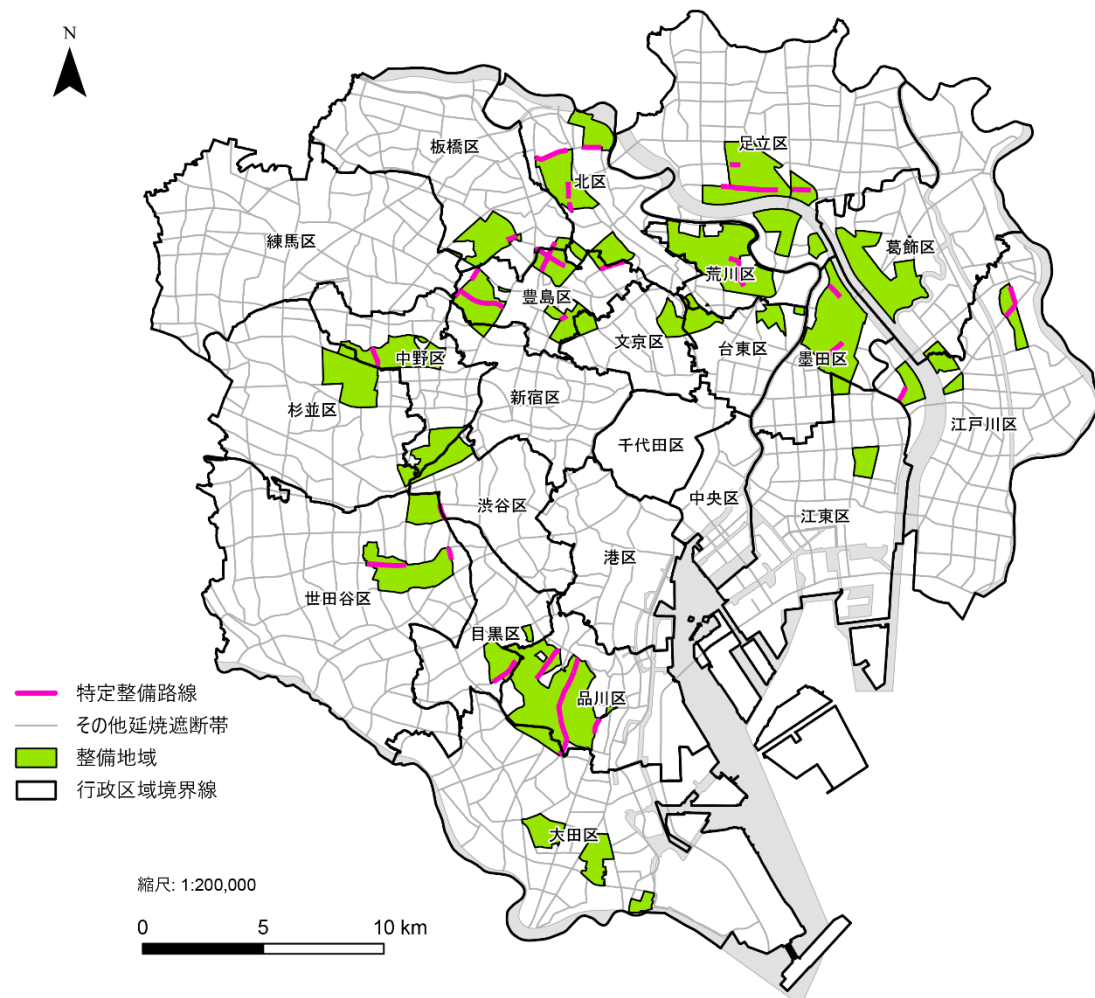 N
足立区
板橋区
北区
葛飾区
練馬区
荒川区
豊島区
文京区
台東区
中野区
墨田区
新宿区
杉並区
江戸川区
千代田区
中央区
渋谷区
江東区
港区
世田谷区
目黒区
品川区
特定整備路線
その他延焼遮断帯
整備地域
行政区域境界線
大田区
縮尺: 1:200,000
0 5 10 km